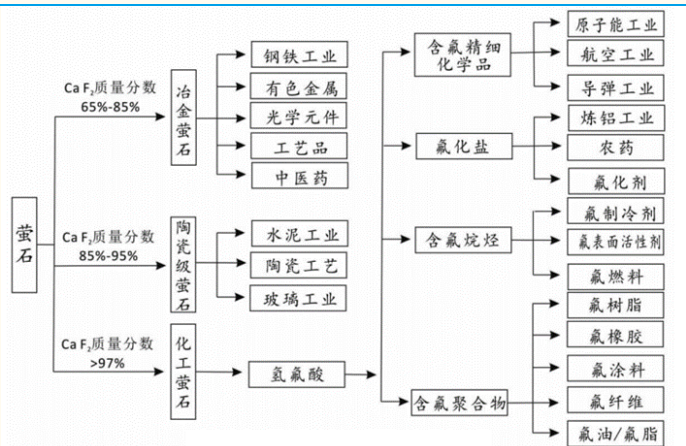 萤石
CaF₂质量分数
65%-85%
冶金萤石
钢铁工业
有色金属
光学元件
工艺品
中医药
CaF₂质量分数
85%-95%
陶瓷级萤石
水泥工业
陶瓷工艺
玻璃工业
CaF₂质量分数
>97%
化工萤石
氢氟酸
含氟精细
化学品
原子能工业
航空工业
导弹工业
氟化盐
炼铝工业
农药
氟化剂
含氟烷烃
氟制冷剂
氟表面活性剂
氟燃料
含氟聚合物
氟树脂
氟橡胶
氟涂料
氟纤维
氟油/氟脂